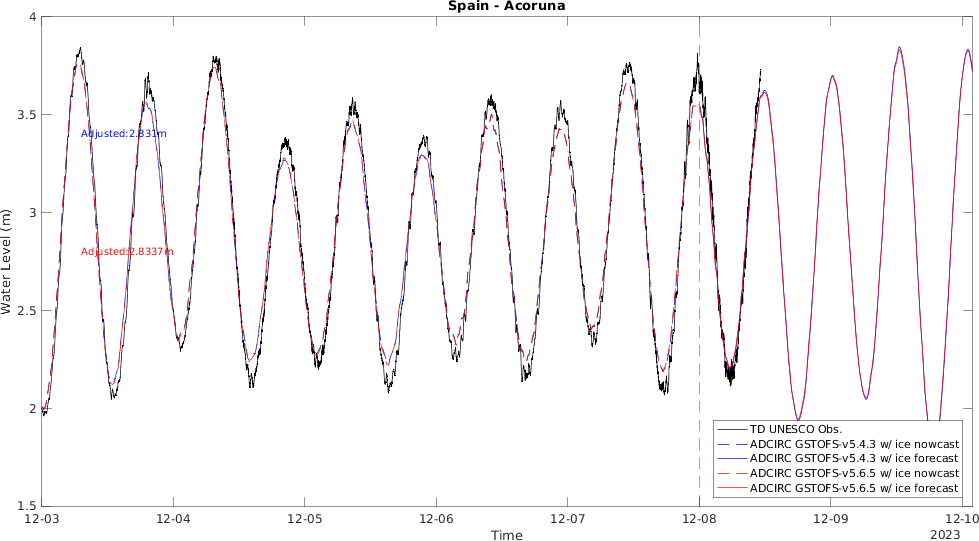 Spain - Acoruna
4
3.5
3
2.5
2
1.5
Water Level (m)
Adjusted:2.831m
Adjusted:2.8337m
TD UNESCO Obs.
ADCIRC GSTOFS-v5.4.3 w/ ice nowcast
ADCIRC GSTOFS-v5.4.3 w/ ice forecast
ADCIRC GSTOFS-v5.6.5 w/ ice nowcast
ADCIRC GSTOFS-v5.6.5 w/ ice forecast
12-03 12-04 12-05 12-06 12-07 12-08 12-09 12-10
Time
2023